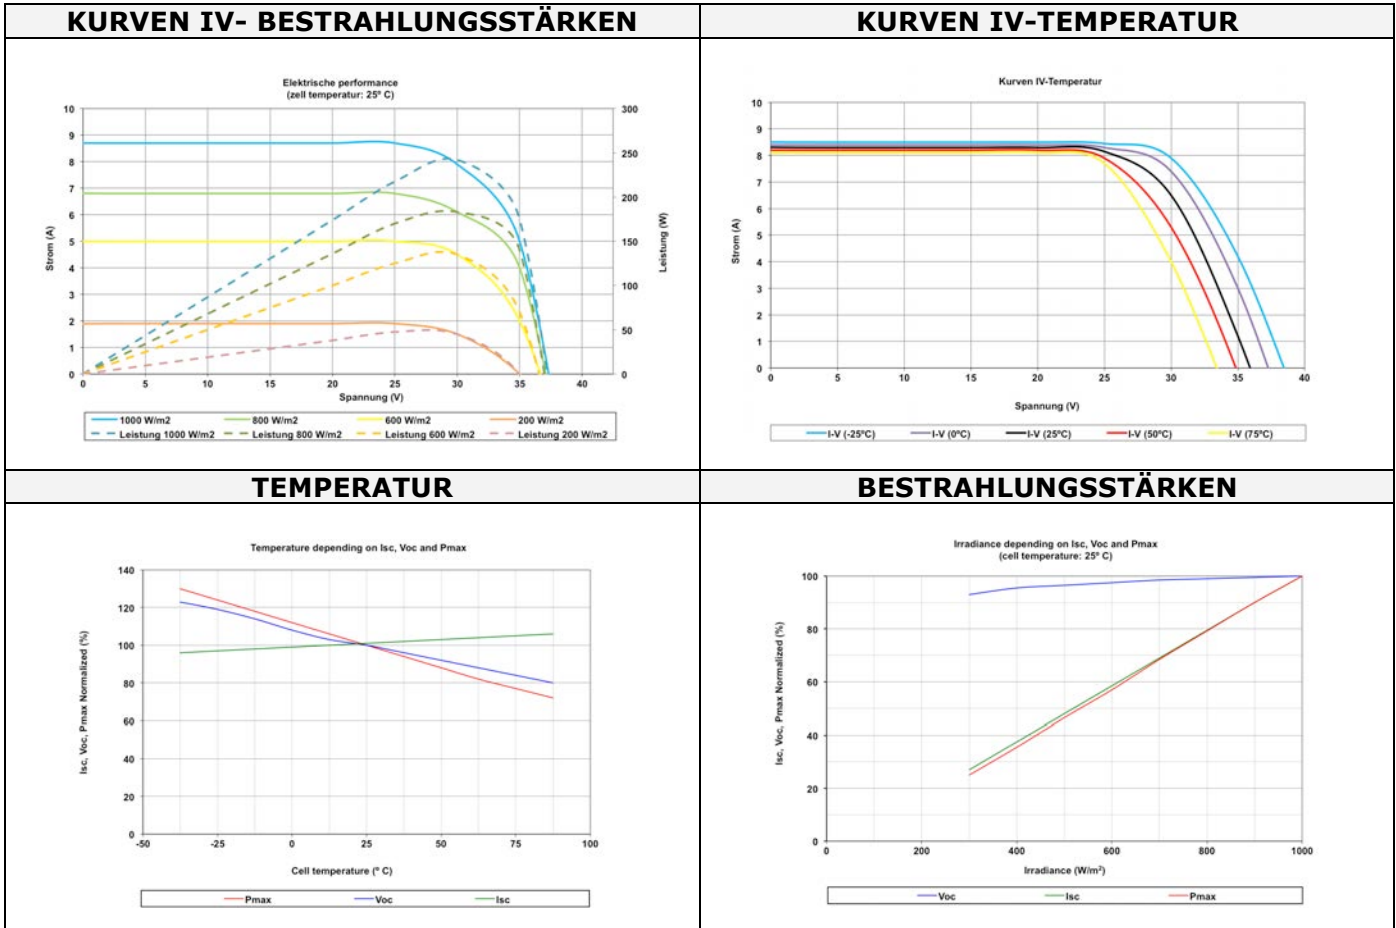 KURVEN IV- BESTRAHLUNGSSTÄRKEN
Elektrische performance
(zell temperatur: 25º C)
10
9
8
7
6
5
4
3
2
1
0
Strom (A)
300
250
200
150
100
50
0
Leistung (W)
0 5 10 15 20 25 30 35 40
Spannung (V)
1000 W/m2 800 W/m2 600 W/m2 200 W/m2
Leistung 1000 W/m2 Leistung 800 W/m2 Leistung 600 W/m2 Leistung 200 W/m2
KURVEN IV-TEMPERATUR
Kurven IV-Temperatur
10
9
8
7
6
5
4
3
2
1
0
Strom (A)
0 5 10 15 20 25 30 35 40
Spannung (V)
I-V (-25ºC) I-V (0ºC) I-V (25ºC) I-V (50ºC) I-V (75ºC)
TEMPERATUR
Temperature depending on Isc, Voc and Pmax
140
120
100
80
60
40
20
0
Isc, Voc, Pmax Normalized (%)
-50 -25 0 25 50 75 100
Cell temperature (º C)
Pmax Voc Isc
BESTRAHLUNGSSTÄRKEN
Irradiance depending on Isc, Voc and Pmax
(cell temperature: 25º C)
100
80
60
40
20
0
Isc, Voc, Pmax Normalized (%)
0 200 400 600 800 1000
Irradiance (W/m²)
Voc Isc Pmax